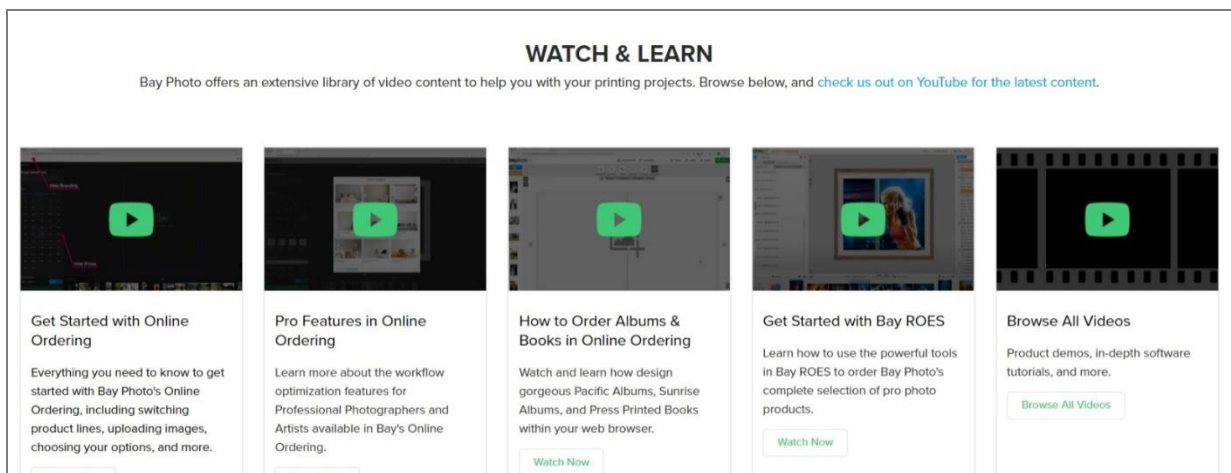 WATCH & LEARN
Bay Photo offers an extensive library of video content to help you with your printing projects. Browse below, and check us out on YouTube for the latest content.
Hide Branding
Hide Prices
Get Started with Online
Ordering
Everything you need to know to get
started with Bay Photo's Online
Ordering, including switching
product lines, uploading images,
choosing your options, and more.
Pro Features in Online
Ordering
Learn more about the workflow
optimization features for
Professional Photographers and
Artists available in Bay's Online
Ordering.
How to Order Albums &
Books in Online Ordering
Watch and learn how design
gorgeous Pacific Albums, Sunrise
Albums, and Press Printed Books
within your web browser.
Watch Now
Get Started with Bay ROES
Learn how to use the powerful tools
in Bay ROES to order Bay Photo's
complete selection of pro photo
products.
Watch Now
Browse All Videos
Product demos, in-depth software
tutorials, and more.
Browse All Videos